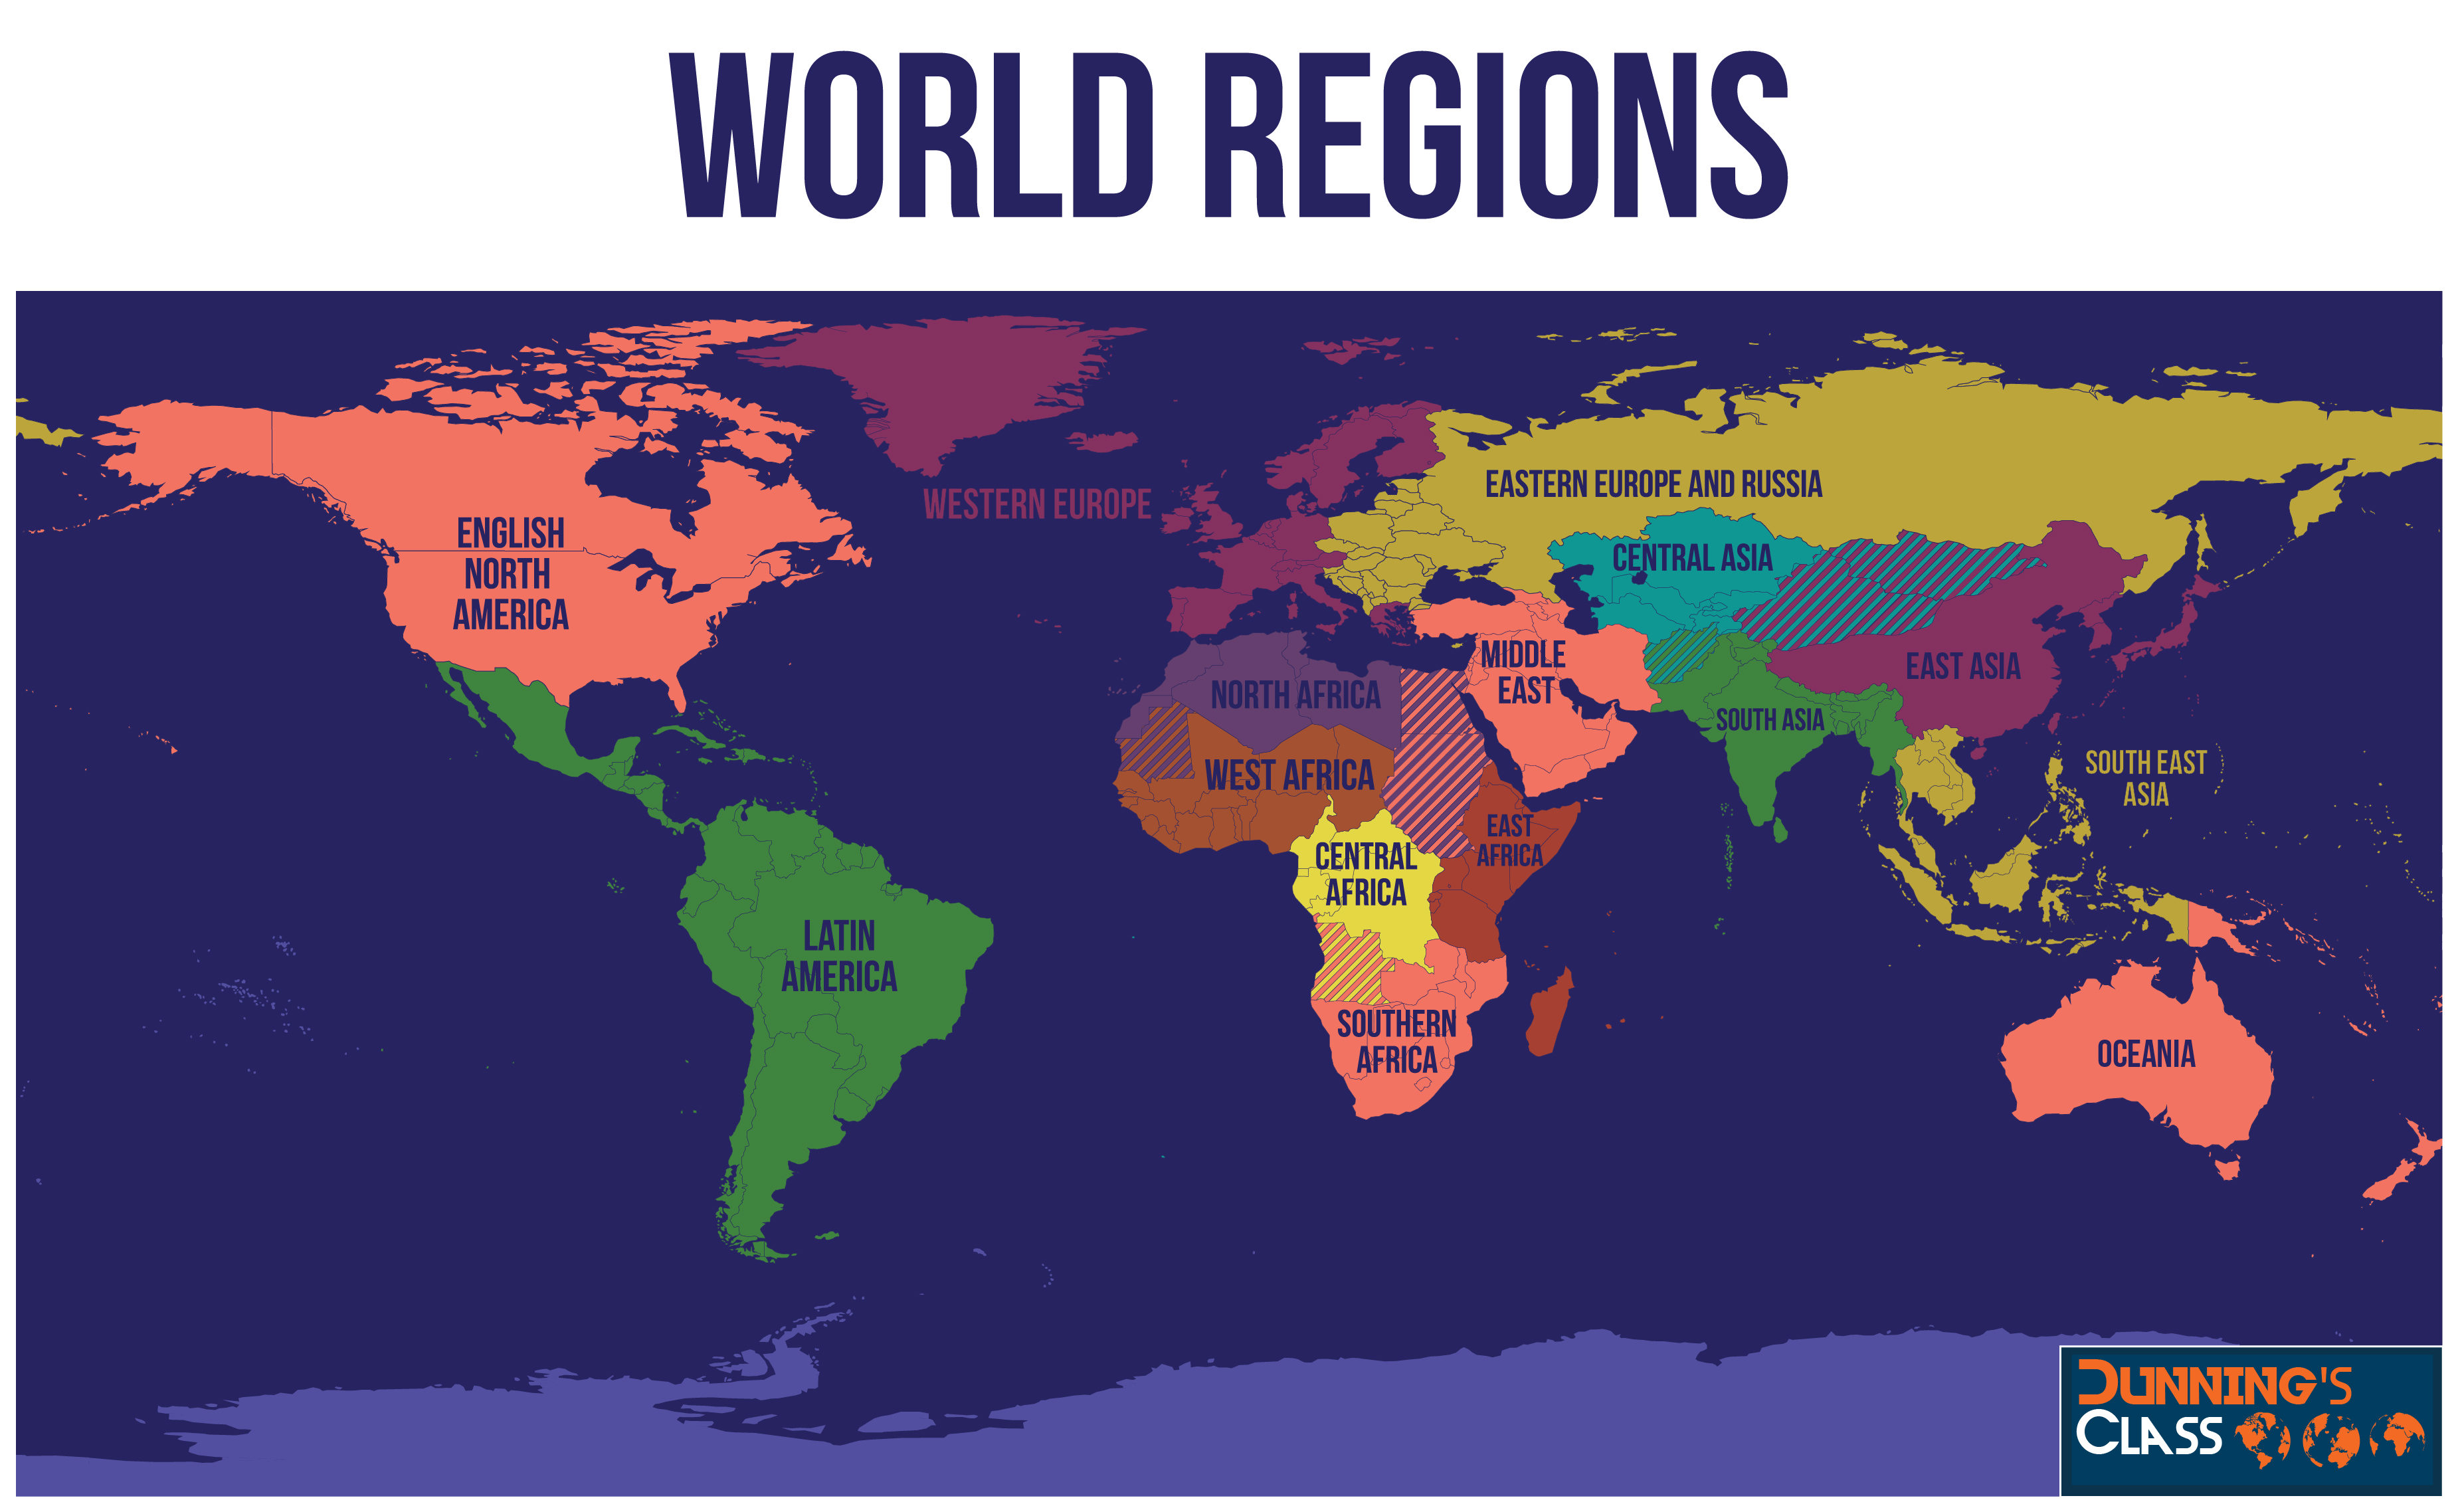 WORLD REGIONS
ENGLISH
NORTH
AMERICA
WESTERN EUROPE
EASTERN EUROPE AND RUSSIA
CENTRAL ASIA
MIDDLE
EAST
EAST ASIA
NORTH AFRICA
SOUTH ASIA
WEST AFRICA
SOUTH EAST
ASIA
EAST
AFRICA
CENTRAL
AFRICA
LATIN
AMERICA
SOUTHERN
AFRICA
OCEANIA
DUNNING'S
CLASS